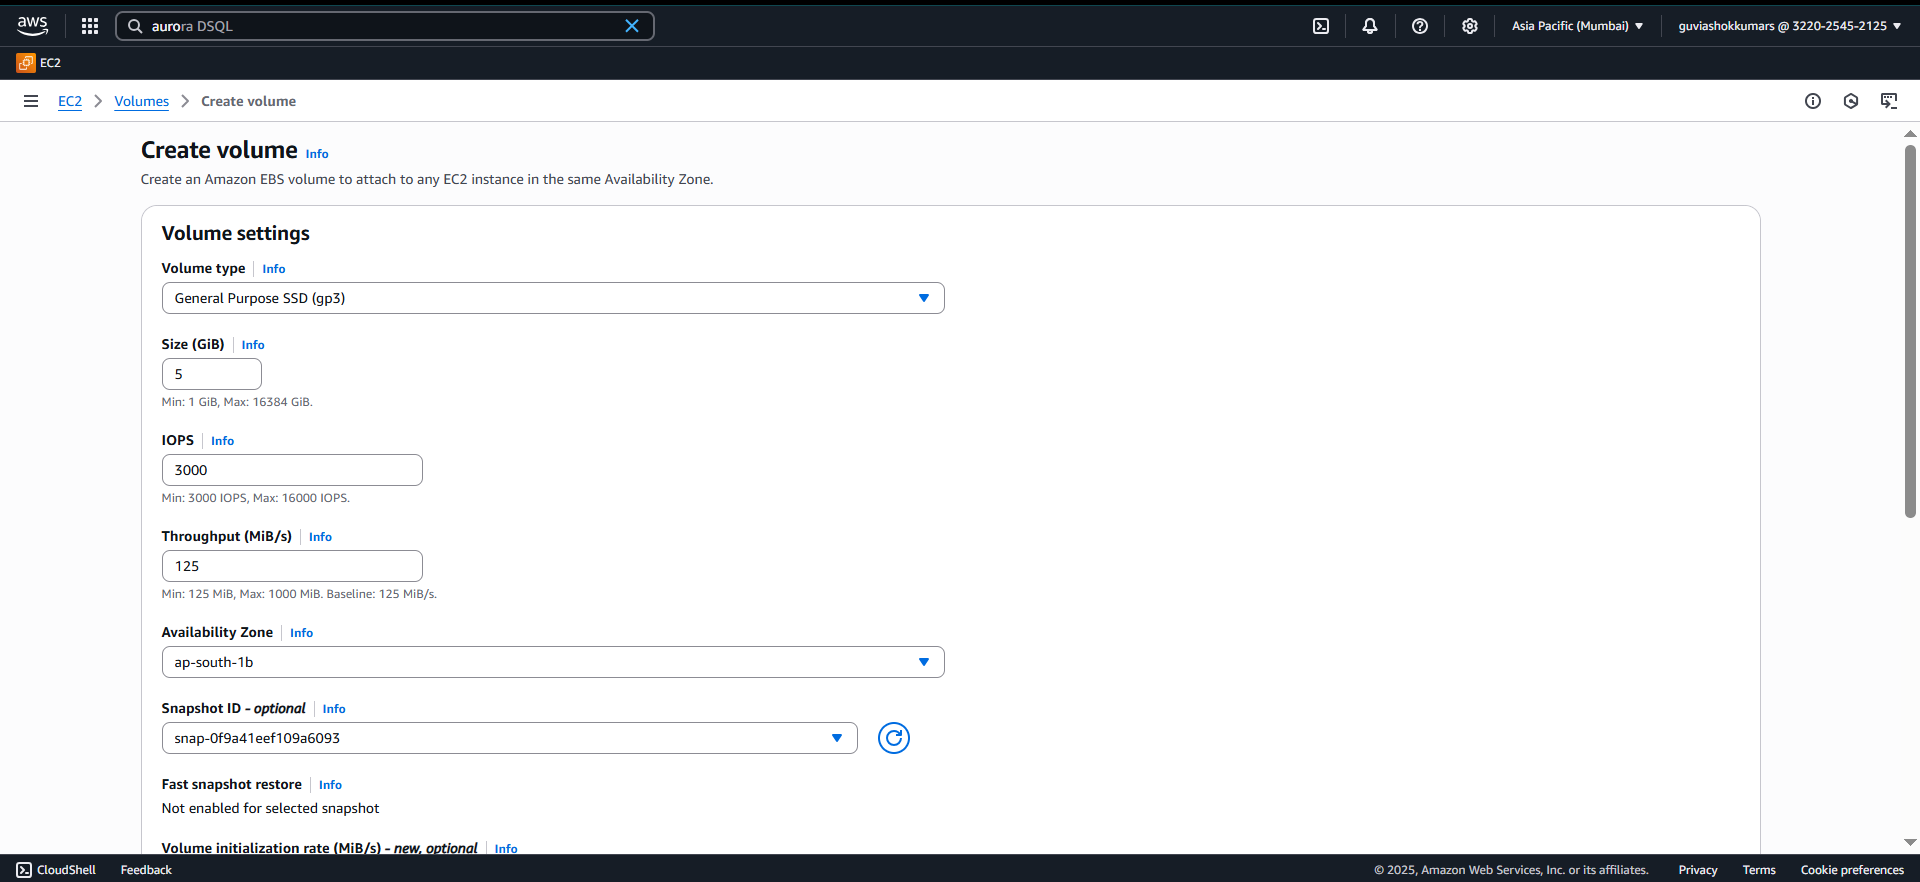 aws
aurora DSQL
Asia Pacific (Mumbai)
guviashokkumars @ 3220-2545-2125
EC2
EC2 Volumes Create volume
Create volume Info
Create an Amazon EBS volume to attach to any EC2 instance in the same Availability Zone.
Volume settings
Volume type Info
General Purpose SSD (gp3)
Size (GiB) Info
5
Min: 1 GiB, Max: 16384 GiB.
IOPS Info
3000
Min: 3000 IOPS, Max: 16000 IOPS.
Throughput (MiB/s) Info
125
Min: 125 MiB, Max: 1000 MiB. Baseline: 125 MiB/s.
Availability Zone Info
ap-south-1b
Snapshot ID - optional Info
snap-0f9a41eef109a6093
Fast snapshot restore Info
Not enabled for selected snapshot
Volume initialization rate (MiB/s) - new, optional Info
CloudShell Feedback © 2025, Amazon Web Services, Inc. or its affiliates. Privacy Terms Cookie preferences